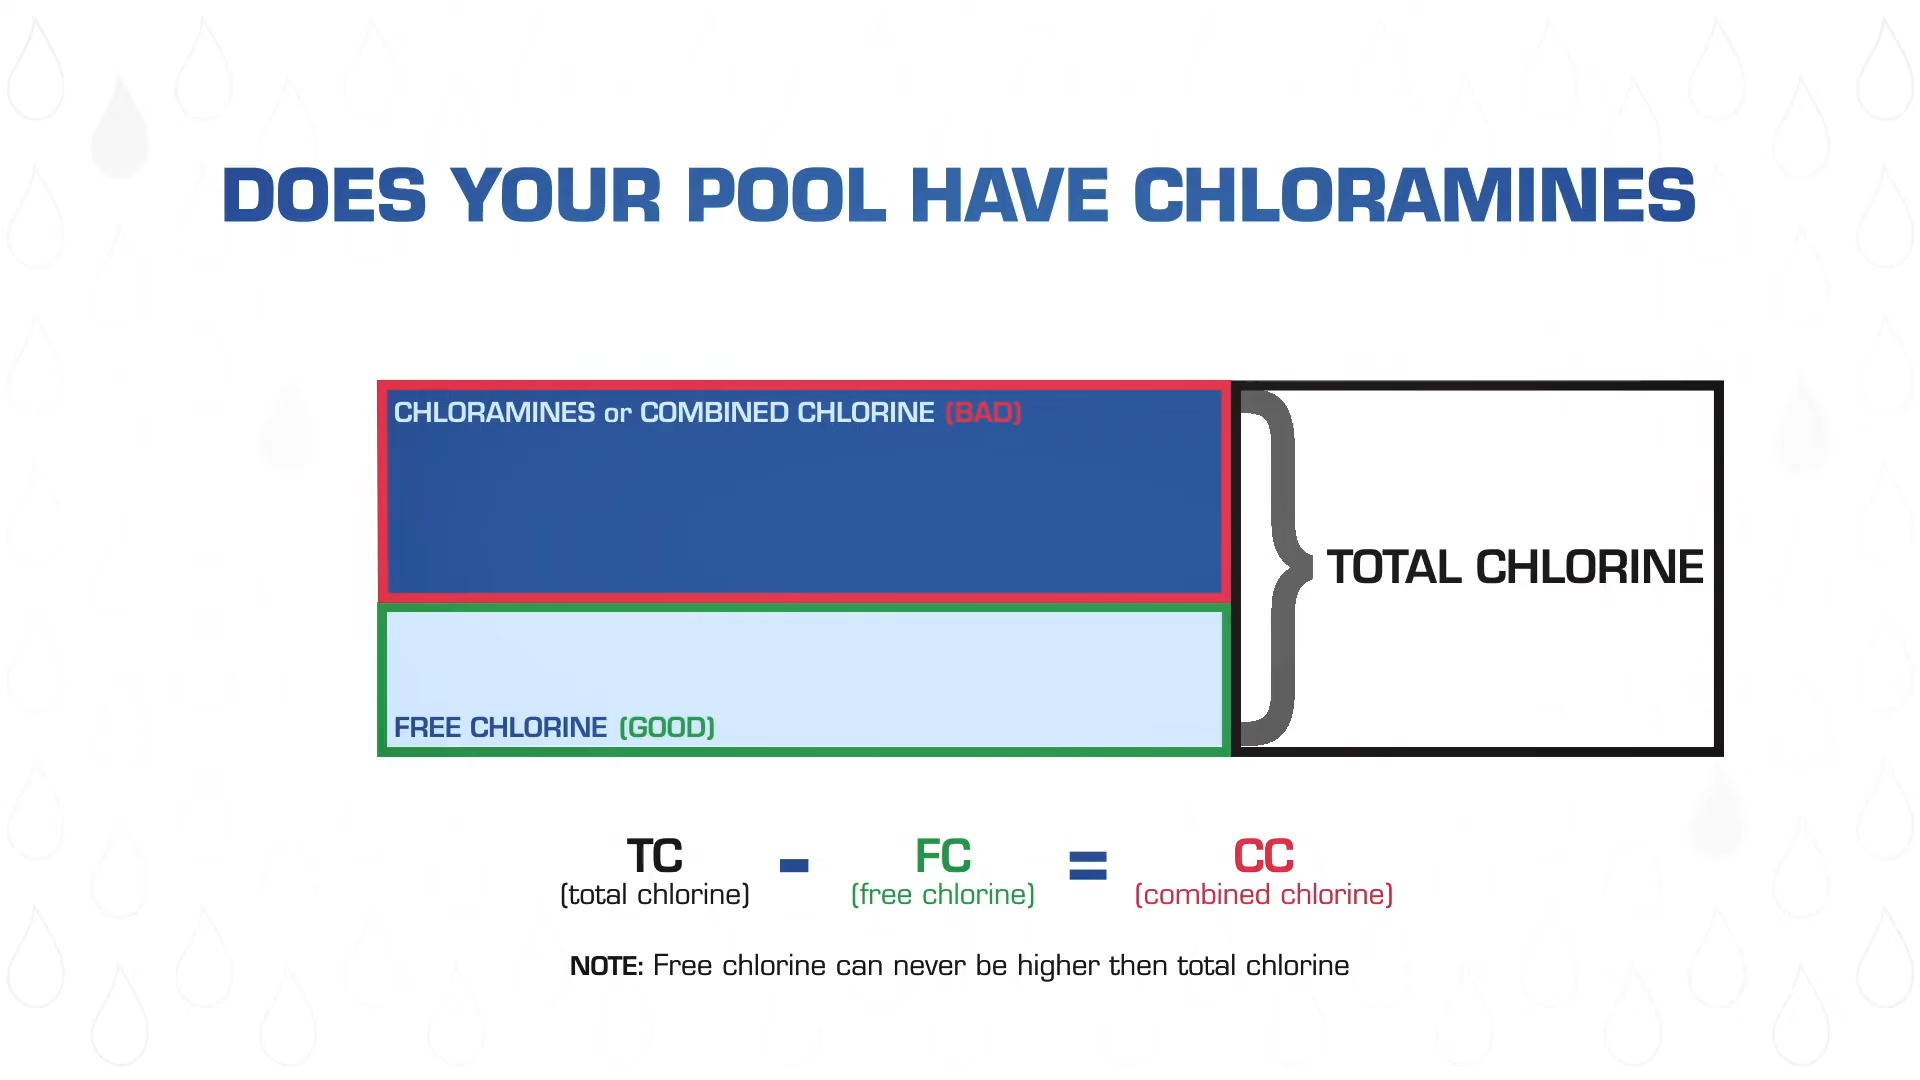 DOES YOUR POOL HAVE CHLORAMINES
CHLORAMINES or COMBINED CHLORINE (BAD)
TOTAL CHLORINE
FREE CHLORINE (GOOD)
TC - FC = CC
(total chlorine) (free chlorine) (combined chlorine)
NOTE: Free chlorine can never be higher then total chlorine